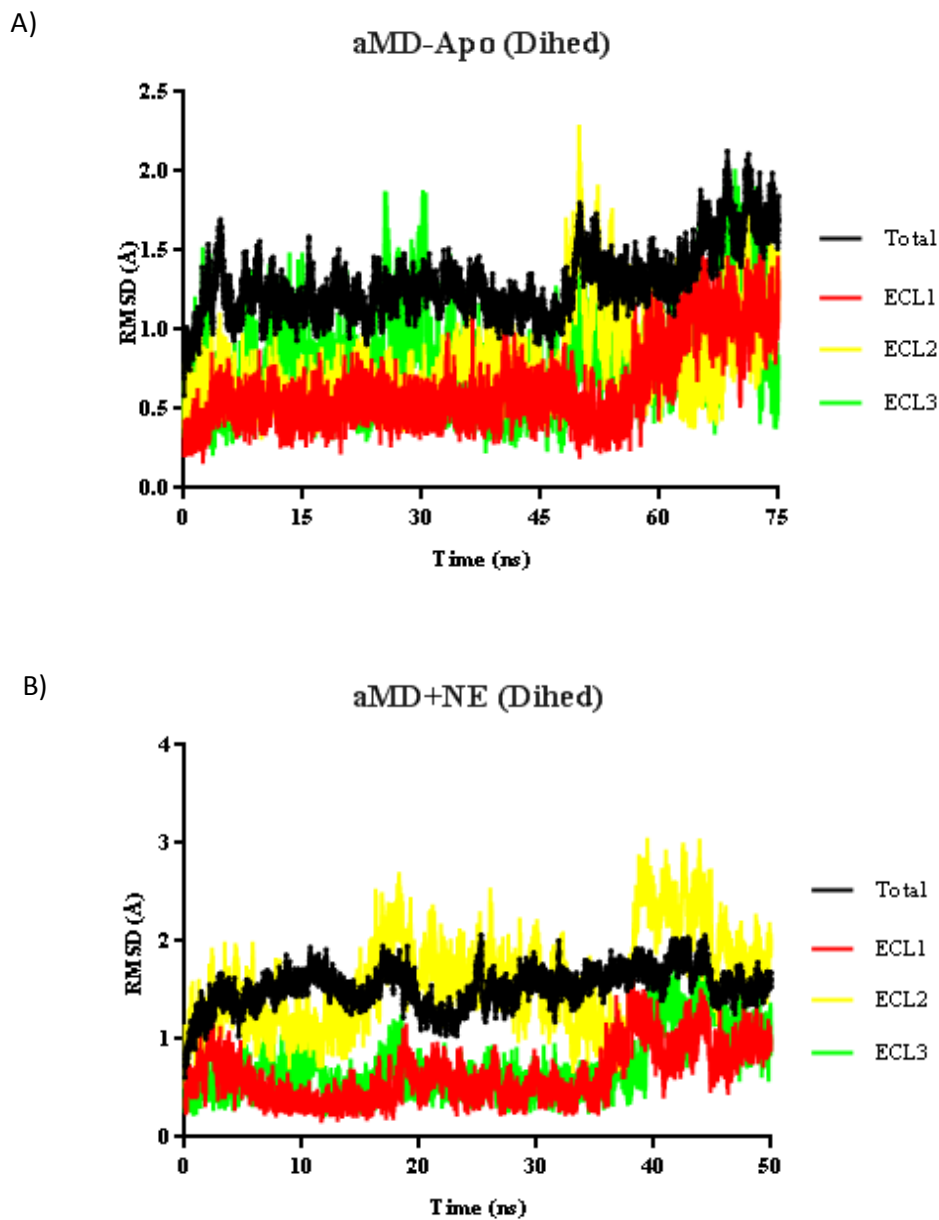 A)
aMD-Apo (Dihed)
2.5
2.0
1.5
1.0
0.5
0.0
RMSD (Å)
0 15 30 45 60 75
Time (ns)
Total
ECL1
ECL2
ECL3
B)
aMD+NE (Dihed)
4
3
2
1
0
RMSD (Å)
0 10 20 30 40 50
Time (ns)
Total
ECL1
ECL2
ECL3